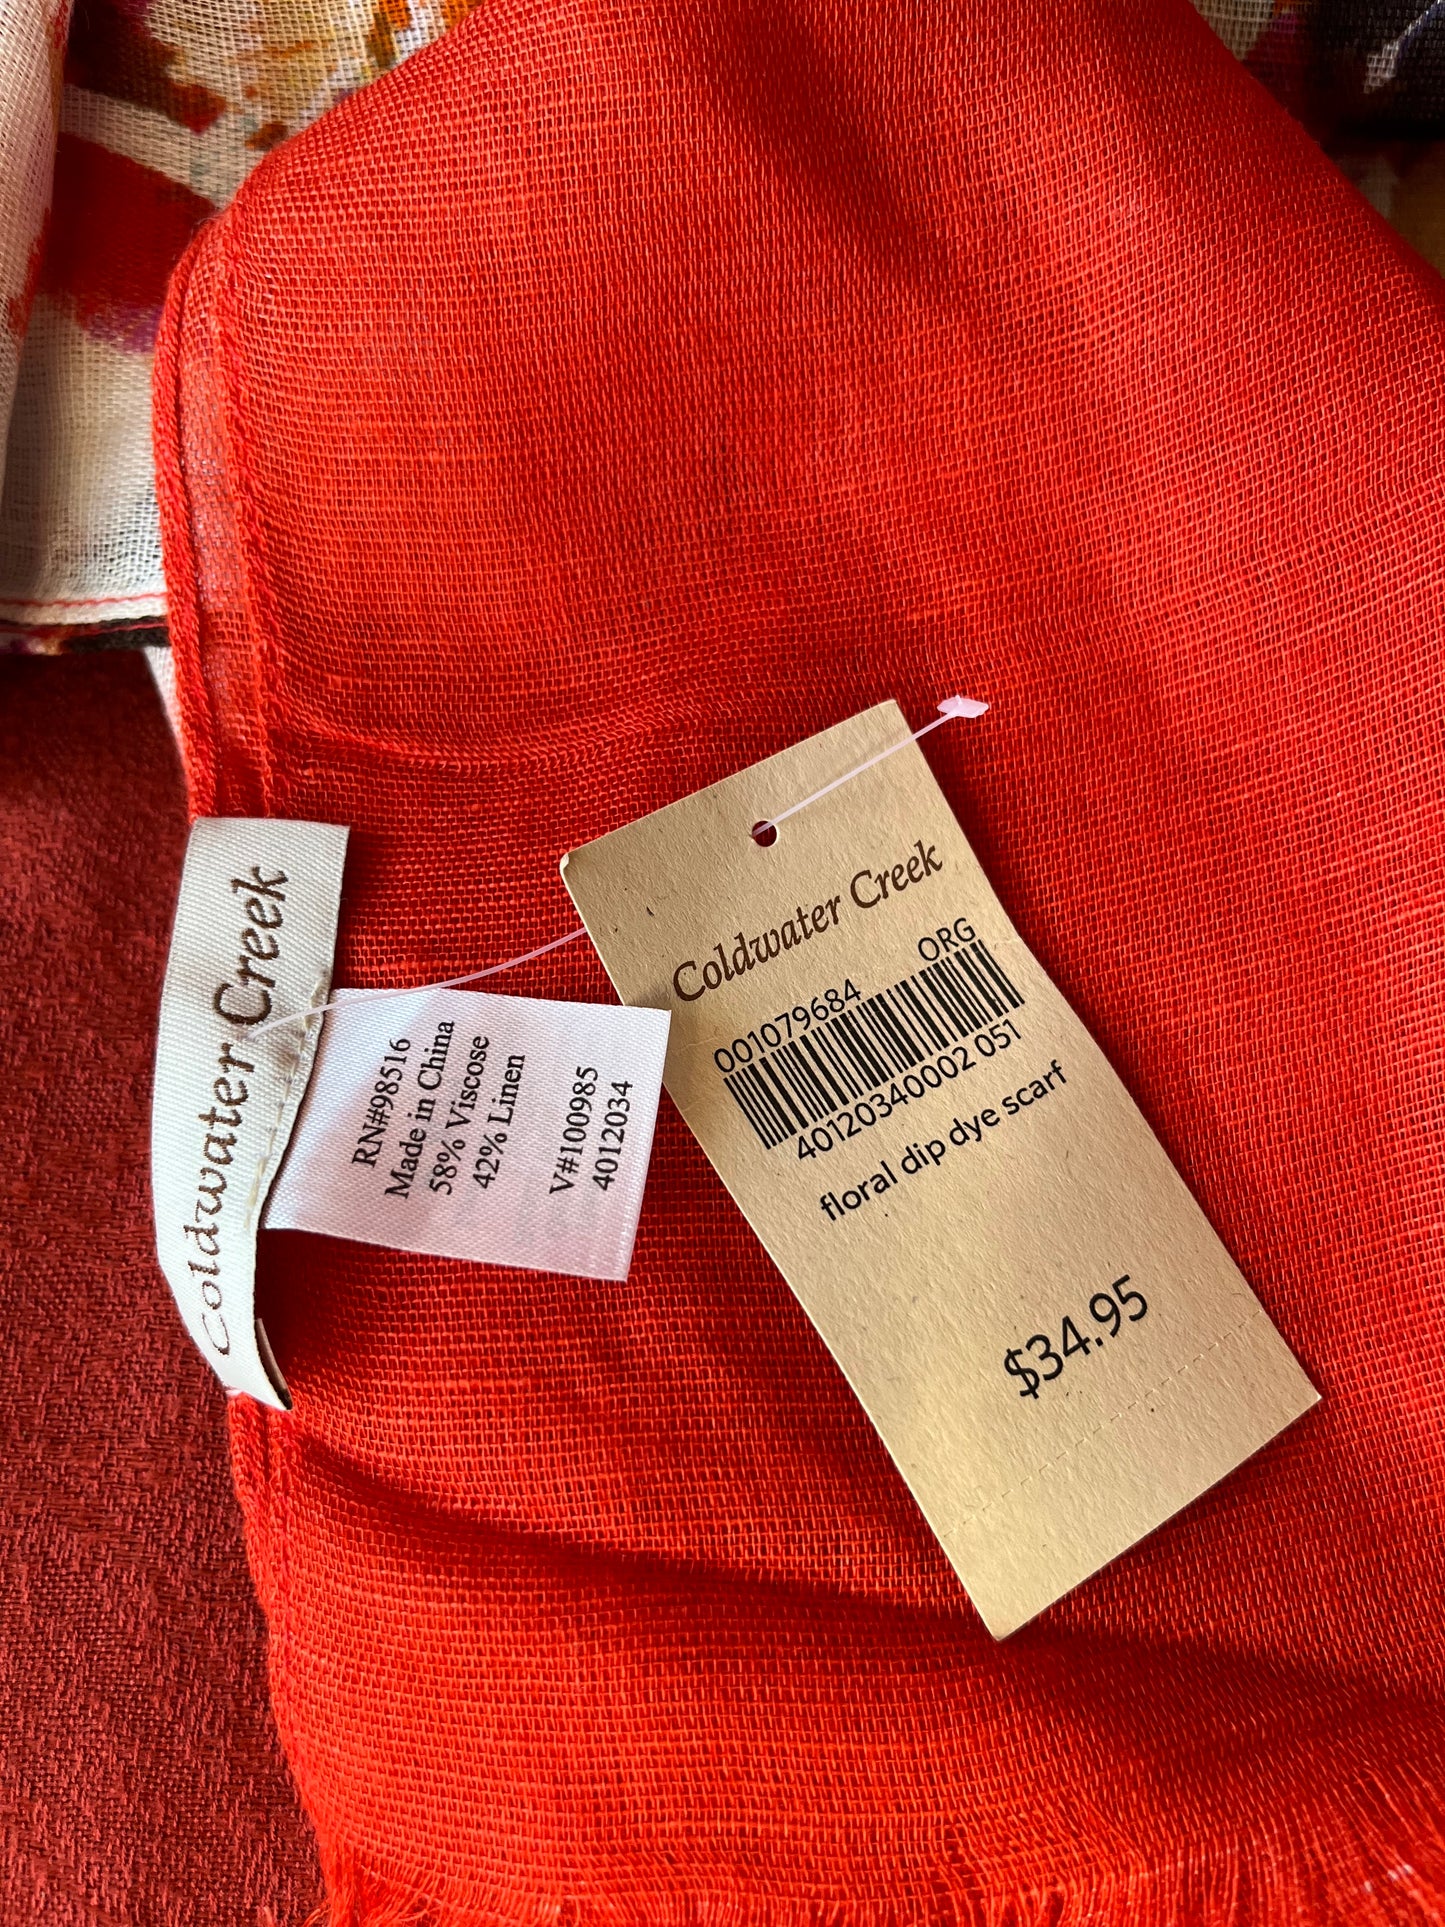 Coldwater Creek
RN#98516
Made in China
58% Viscose
42% Linen
V#100985
4012034
Coldwater Creek
001079684 ORG
40120340002 051
floral dip dye scarf
$34.95